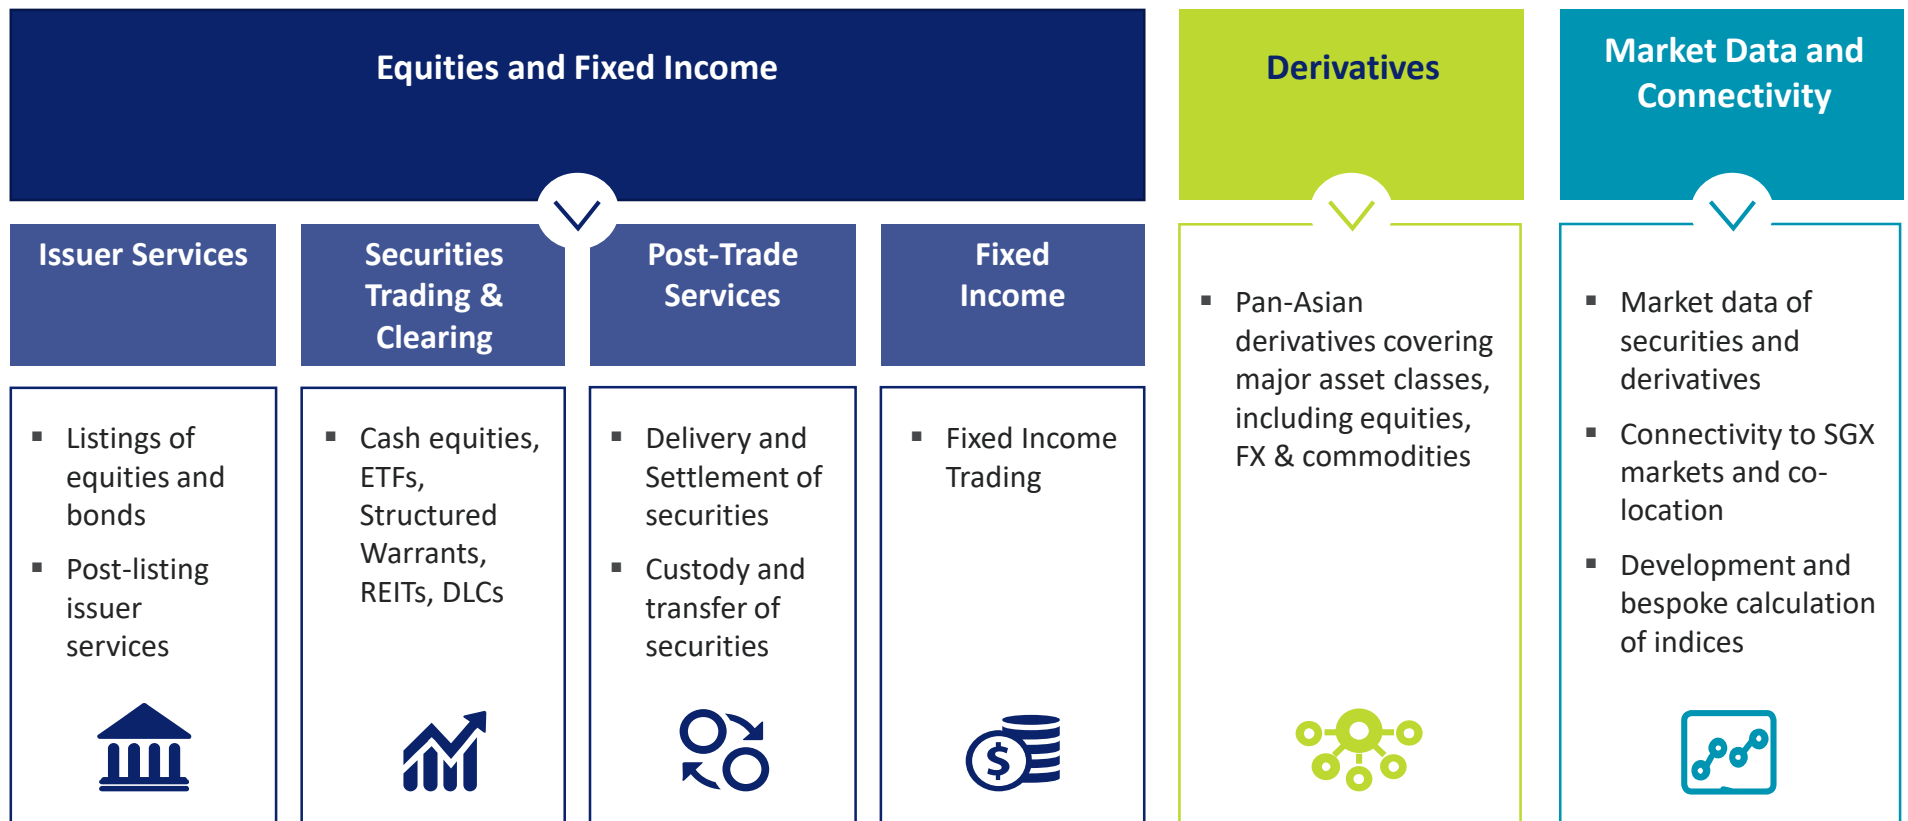 Equities and Fixed Income
Issuer Services
▪ Listings of
equities and
bonds
▪ Post-listing
issuer
services
Securities
Trading &
Clearing
▪ Cash equities,
ETFs,
Structured
Warrants,
REITs, DLCs
Post-Trade
Services
▪ Delivery and
Settlement of
securities
▪ Custody and
transfer of
securities
Fixed
Income
▪ Fixed Income
Trading
Derivatives
▪ Pan-Asian
derivatives covering
major asset classes,
including equities,
FX & commodities
Market Data and
Connectivity
▪ Market data of
securities and
derivatives
▪ Connectivity to SGX
markets and co-
location
▪ Development and
bespoke calculation
of indices
$